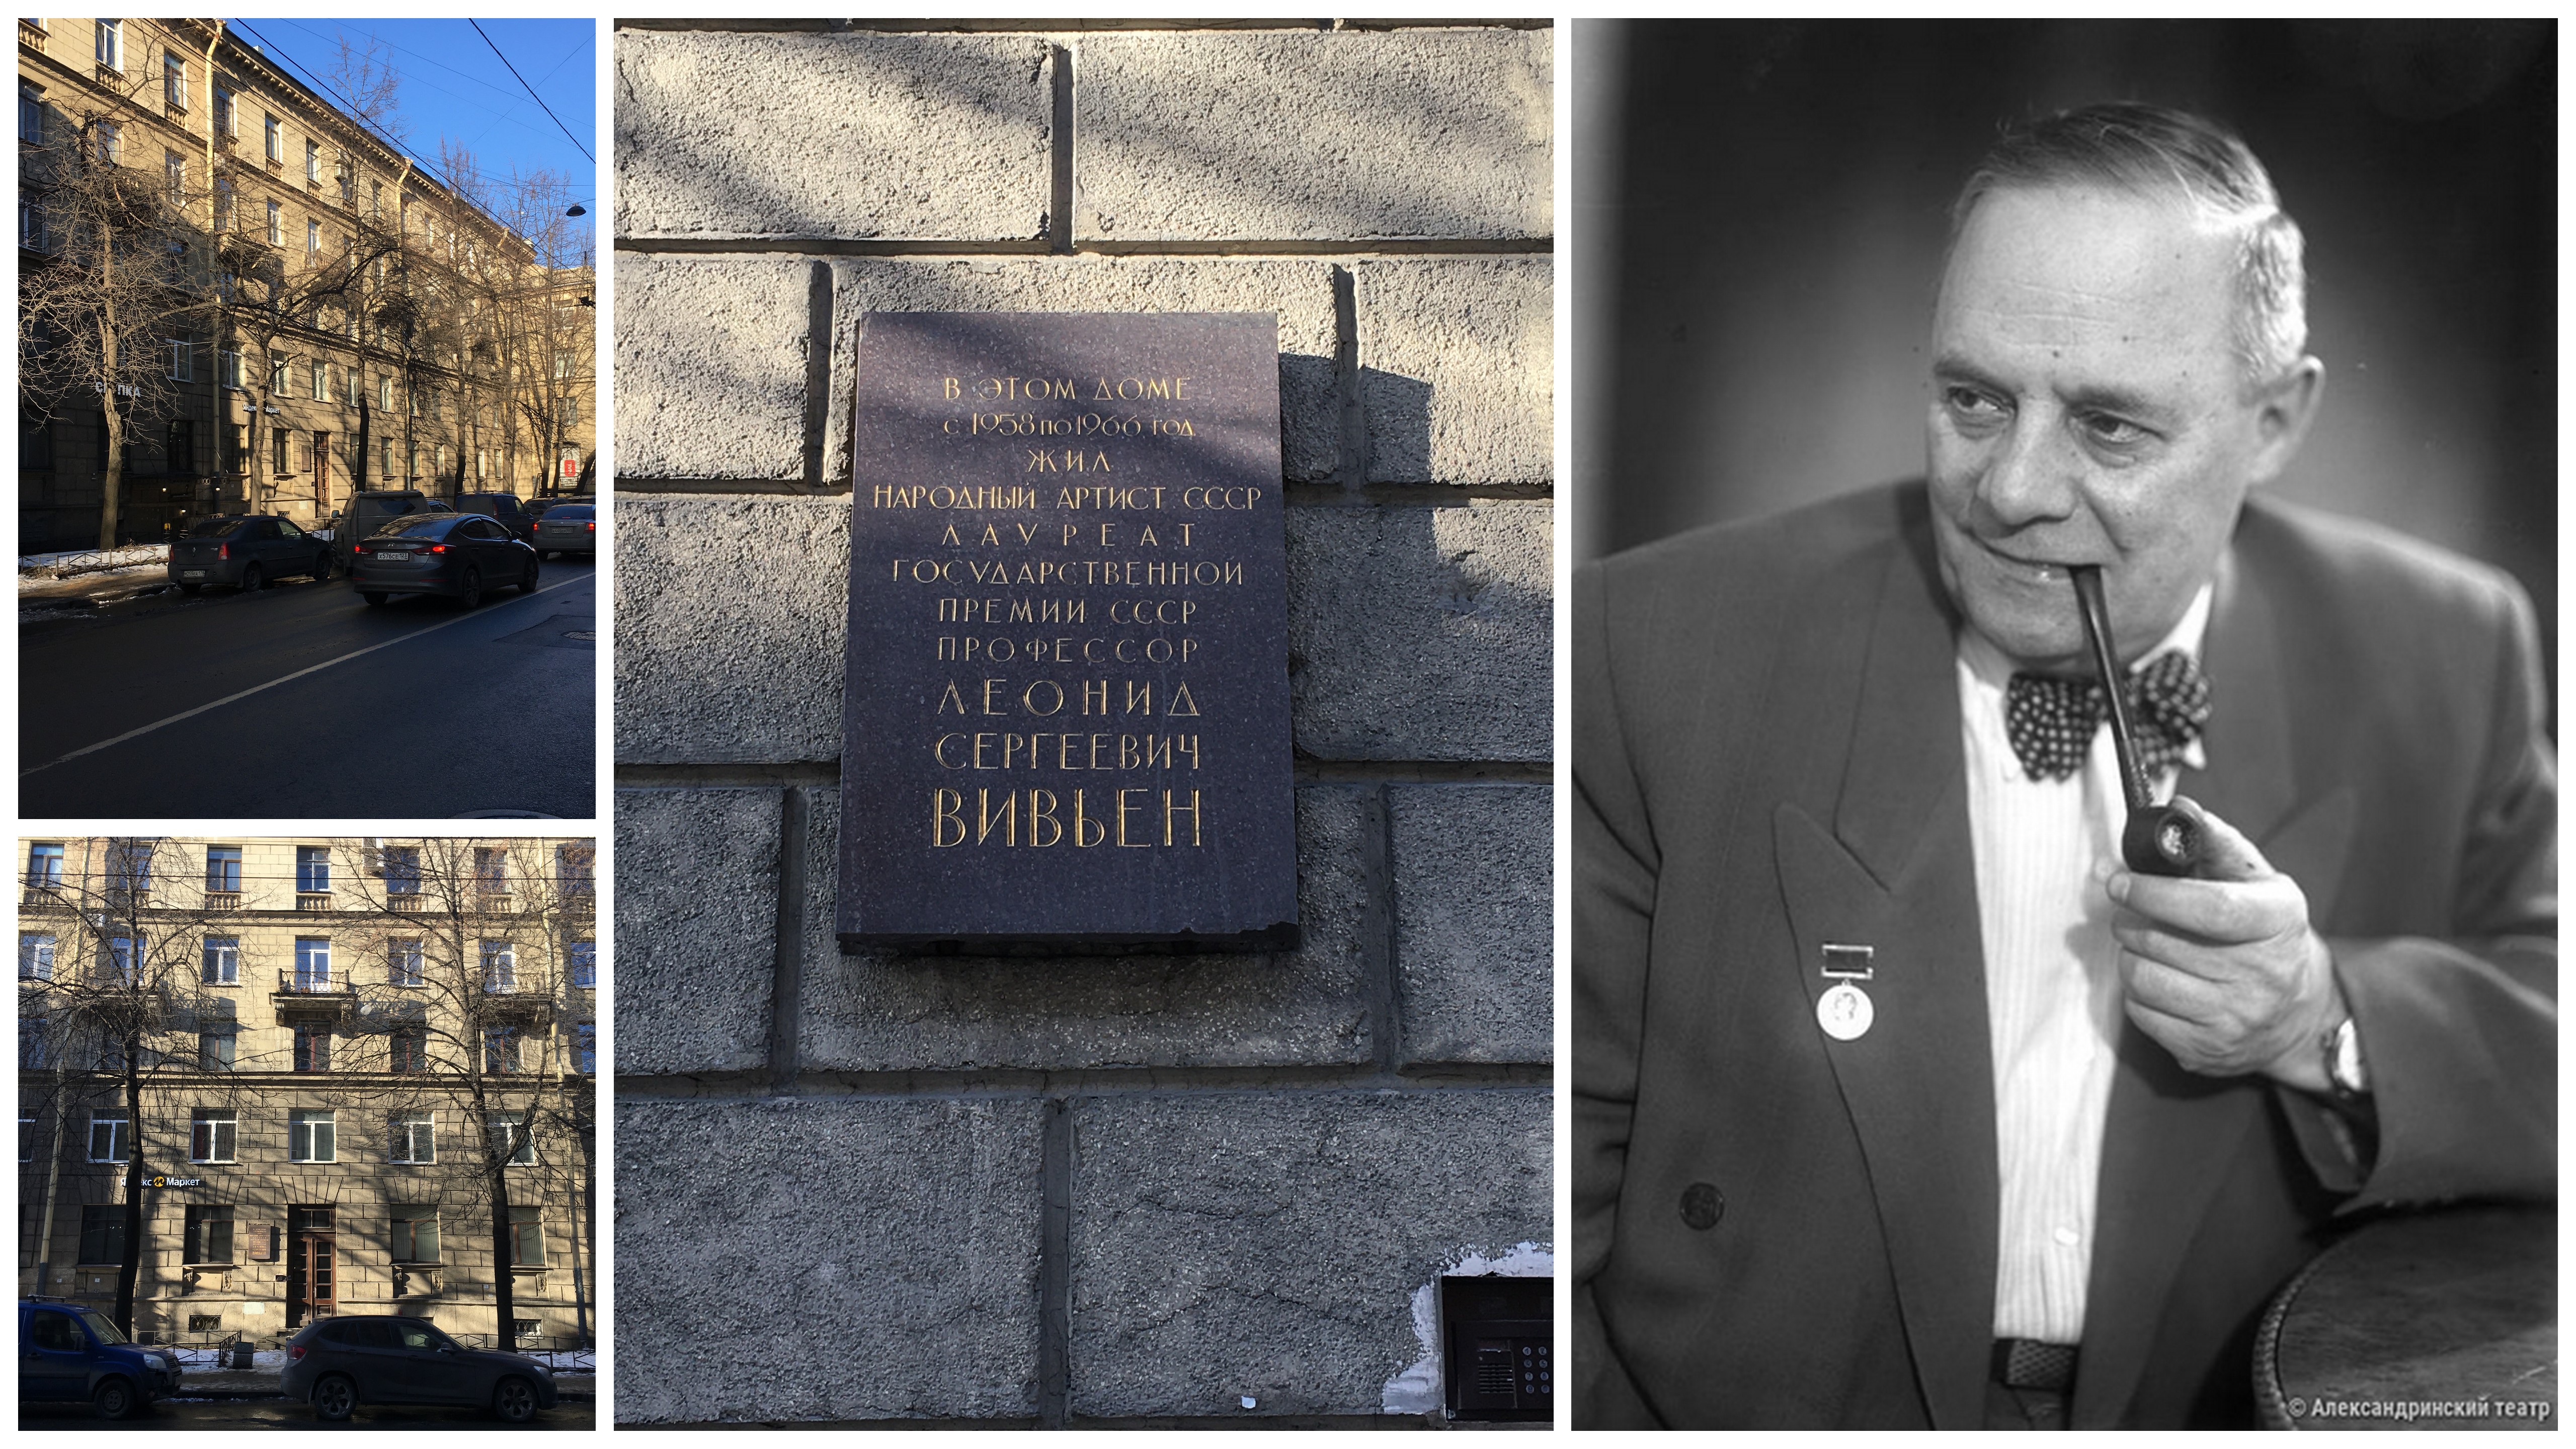 В ЭТОМ ДОМЕ
с 1958 по 1966 год
ЖИЛ
НАРОДНЫЙ АРТИСТ СССР
ЛАУРЕАТ
ГОСУДАРСТВЕННОЙ
ПРЕМИИ СССР
ПРОФЕССОР
ЛЕОНИД
СЕРГЕЕВИЧ
ВИВЬЕН
Маркет
© Александринский театр